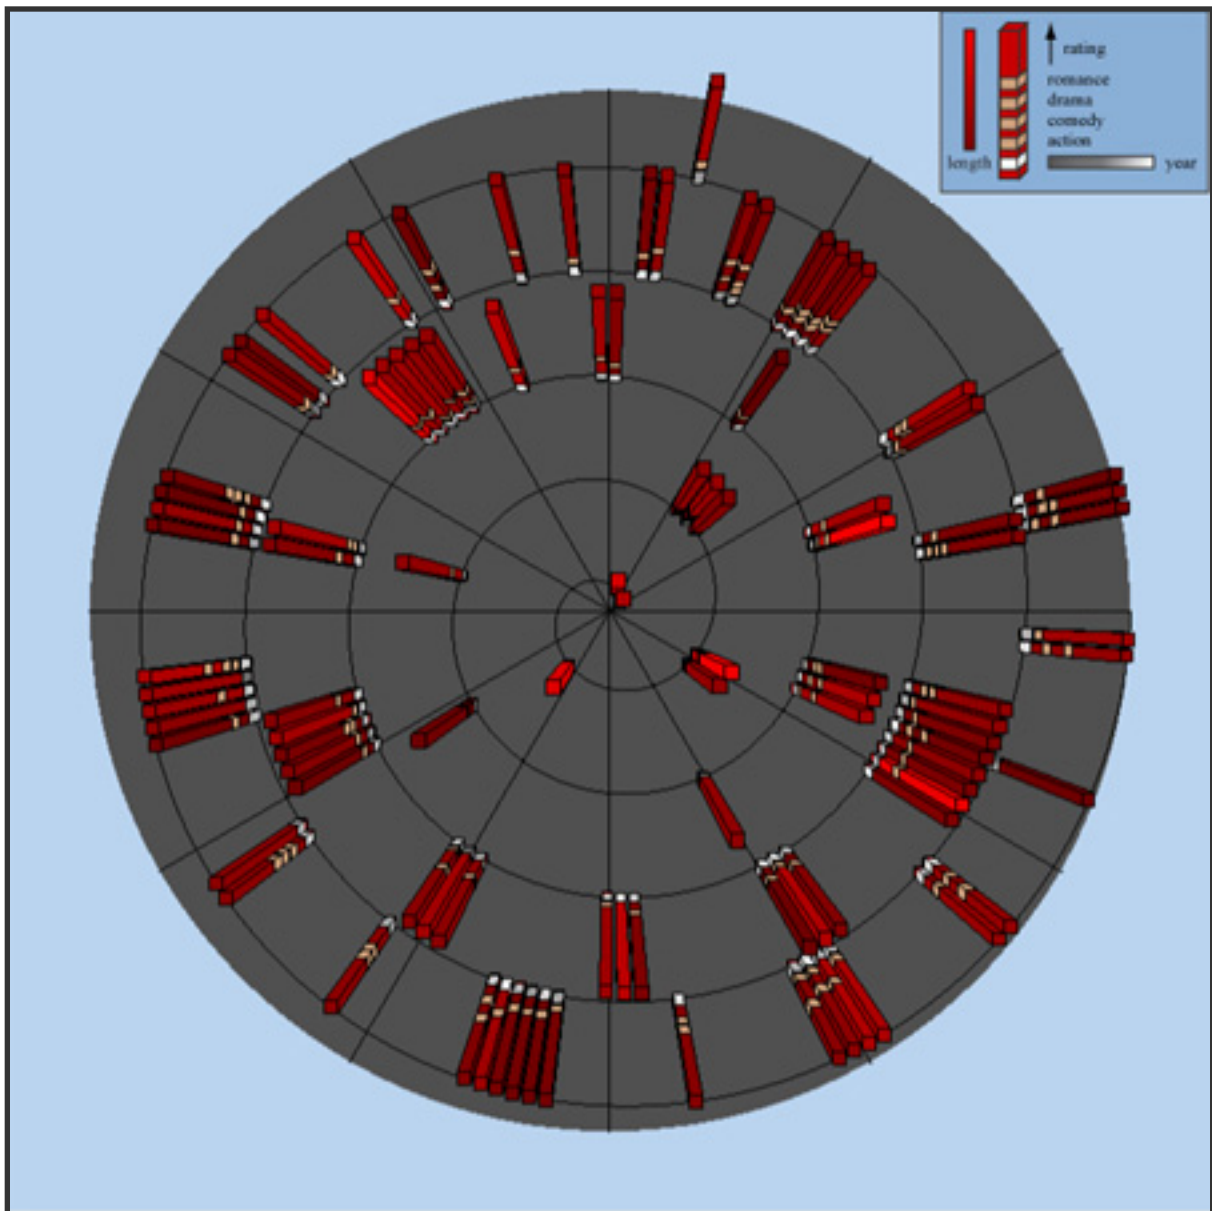 rating
romance
drama
comedy
action
length
year